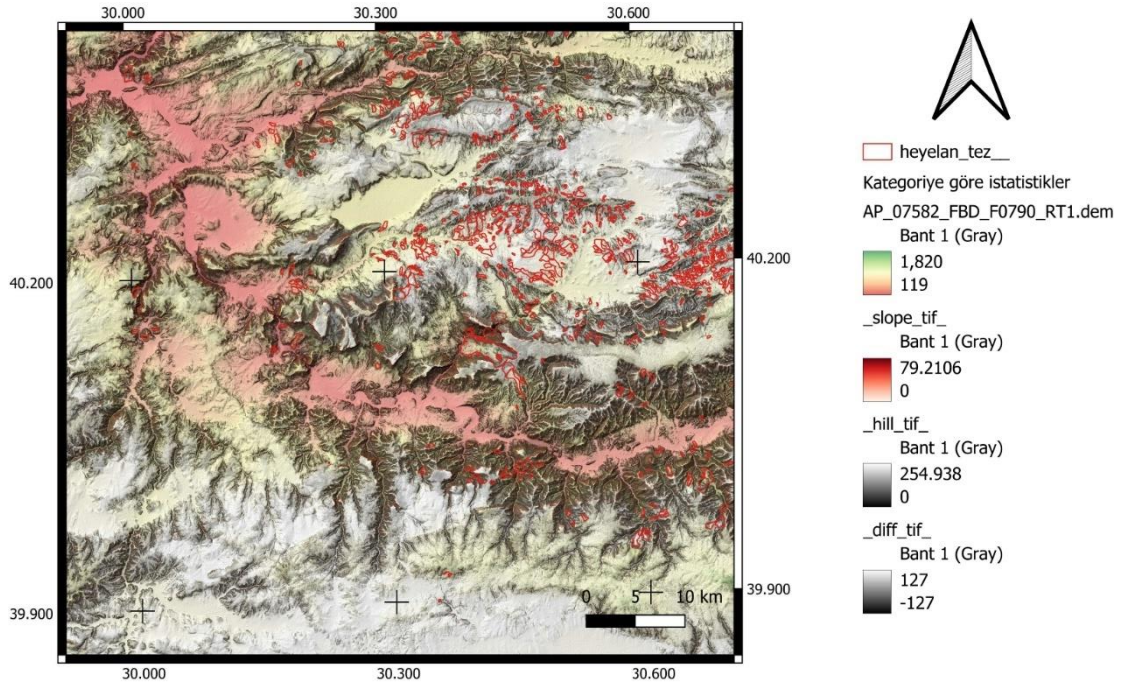 30.000 30.300 30.600
40.200
40.200
39.900
39.900
0 5 10 km
30.000 30.300 30.600
heyelan_tez__
Kategoriye göre istatistikler
AP_07582_FBD_F0790_RT1.dem
Bant 1 (Gray)
1,820
119
_slope_tif_
Bant 1 (Gray)
79.2106
0
_hill_tif_
Bant 1 (Gray)
254.938
0
_diff_tif_
Bant 1 (Gray)
127
-127